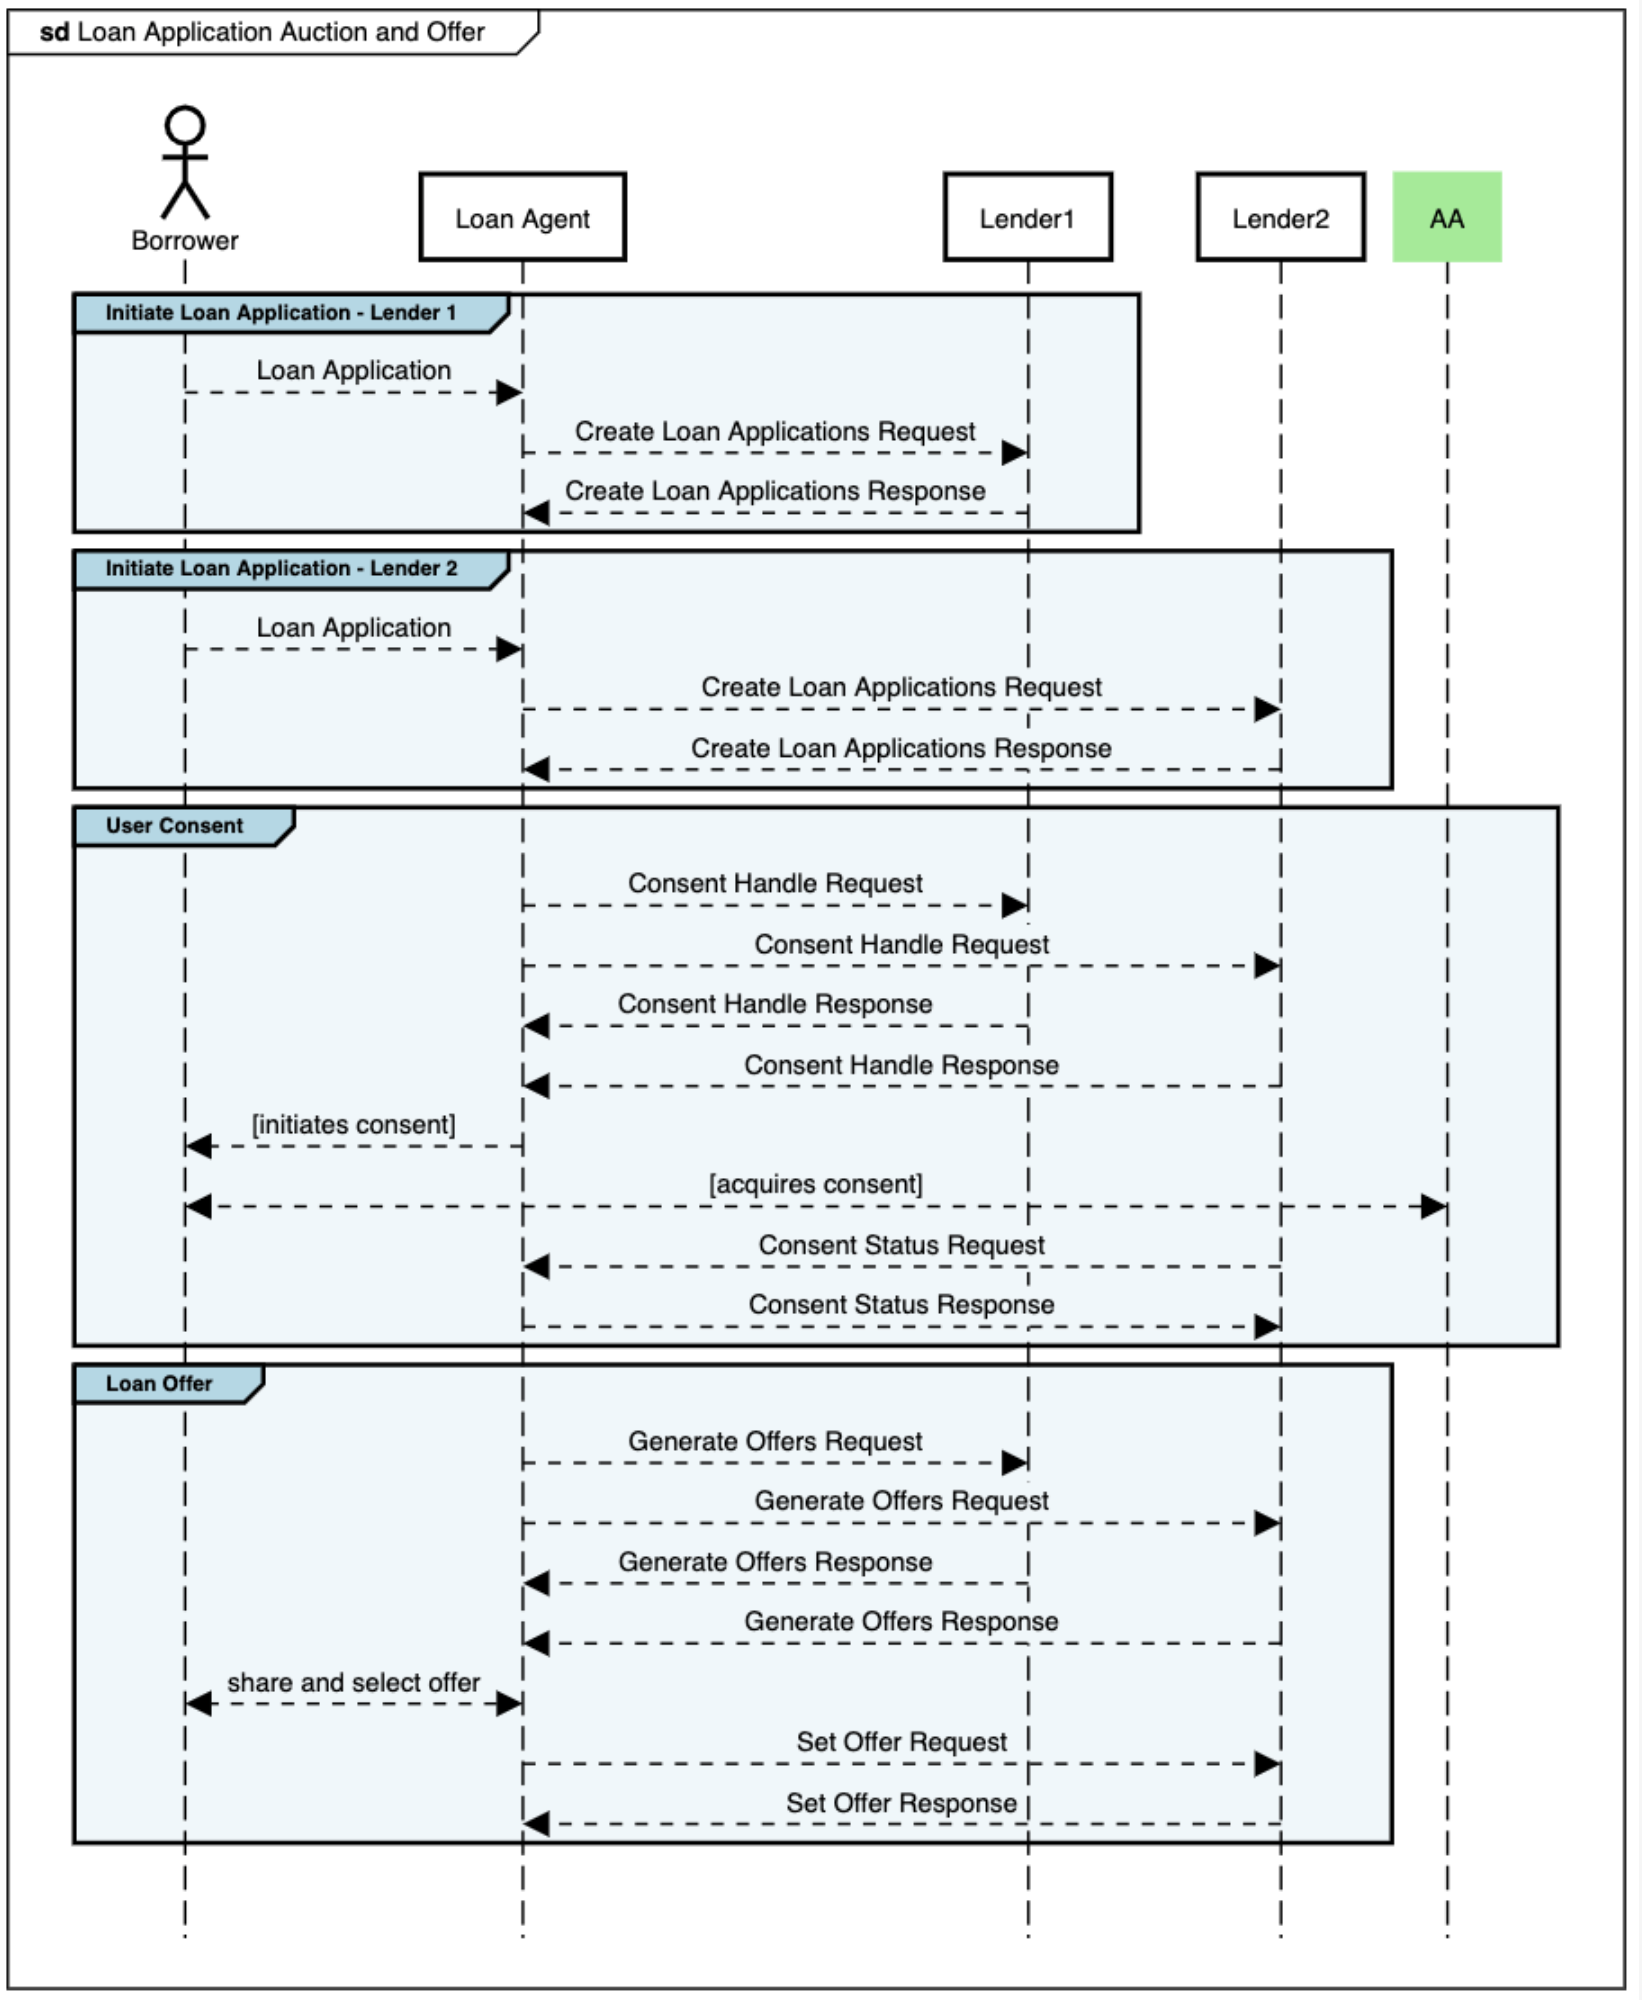 sd Loan Application Auction and Offer
Borrower
Loan Agent
Lender1
Lender2
AA
Initiate Loan Application - Lender 1
Loan Application
Create Loan Applications Request
Create Loan Applications Response
Initiate Loan Application - Lender 2
Loan Application
Create Loan Applications Request
Create Loan Applications Response
User Consent
Consent Handle Request
Consent Handle Request
Consent Handle Response
Consent Handle Response
[initiates consent]
[acquires consent]
Consent Status Request
Consent Status Response
Loan Offer
Generate Offers Request
Generate Offers Request
Generate Offers Response
Generate Offers Response
share and select offer
Set Offer Request
Set Offer Response